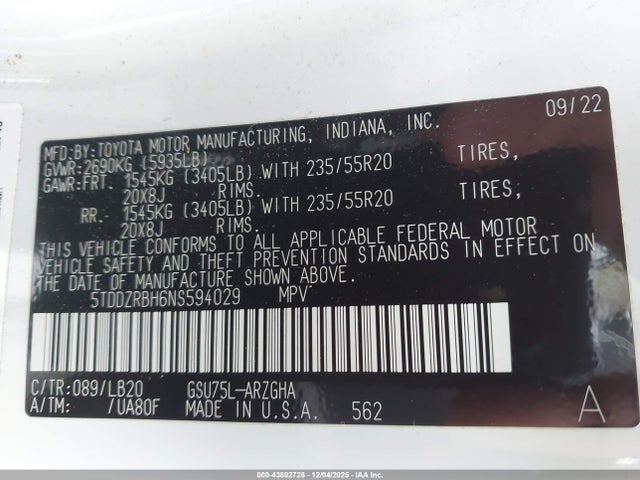 09/22
MFD.BY:TOYOTA MOTOR MANUFACTURING, INDIANA, INC.
GVWR:2690KG (5935LB)
GAWR:FRT. 1545KG (3405LB) WITH 235/55R20 TIRES,
20X8J RIMS.
RR. 1545KG (3405LB) WITH 235/55R20 TIRES,
20X8J RIMS.
THIS VEHICLE CONFORMS TO ALL APPLICABLE FEDERAL MOTOR
VEHICLE SAFETY AND THEFT PREVENTION STANDARDS IN EFFECT ON
THE DATE OF MANUFACTURE SHOWN ABOVE.
5TDDZRBH6NS594029 MPV
C/TR:089/LB20 GSU75L-ARZGHA
A/TM: /UA80F MADE IN U.S.A. 562 A
000-43802726 - 12/04/2025 - IAA Inc.